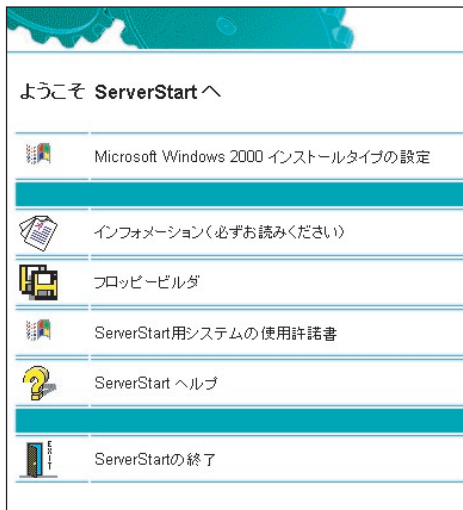 ようこそ ServerStart へ
Microsoft Windows 2000 インストールタイプの設定
インフォメーション（必ずお読みください）
フロッピービルダ
ServerStart用システムの使用許諾書
ServerStart ヘルプ
EXIT
ServerStartの終了